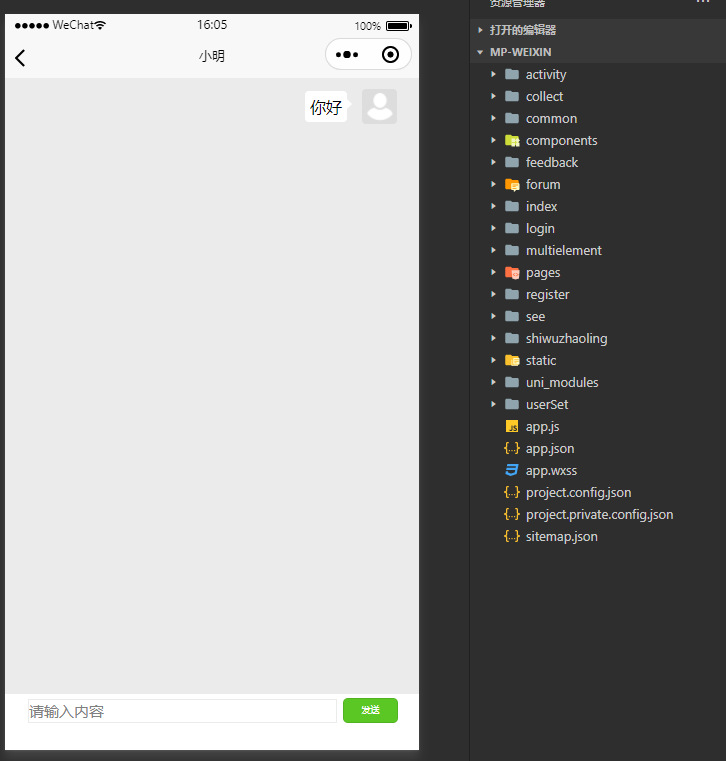 WeChat
16:05
100%
小明
你好
请输入内容
发送
资源管理器
打开的编辑器
MP-WEIXIN
activity
collect
common
components
feedback
forum
index
login
multielement
pages
register
see
shiwuzhaoling
static
uni_modules
userSet
app.js
app.json
app.wxss
project.config.json
project.private.config.json
sitemap.json